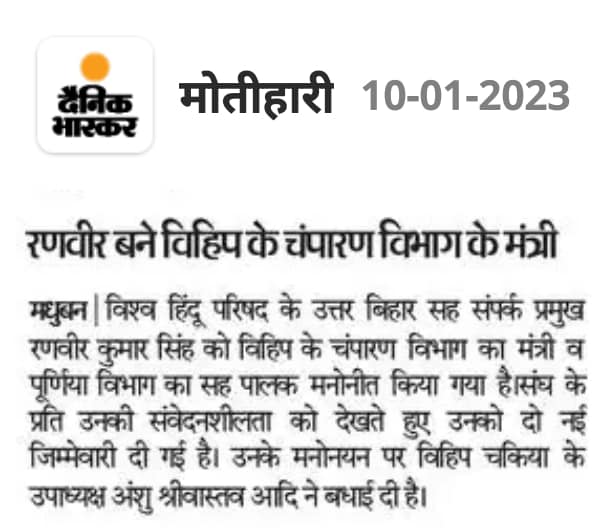 दैनिक
भास्कर
मोतीहारी 10-01-2023
रणवीर बने विहिप के चंपारण विभाग के मंत्री
मधुबन | विश्व हिंदू परिषद के उत्तर बिहार सह संपर्क प्रमुख
रणवीर कुमार सिंह को विहिप के चंपारण विभाग का मंत्री व
पूर्णिया विभाग का सह पालक मनोनीत किया गया है।संघ के
प्रति उनकी संवेदनशीलता को देखते हुए उनको दो नई
जिम्मेवारी दी गई है। उनके मनोनयन पर विहिप चकिया के
उपाध्यक्ष अंशु श्रीवास्तव आदि ने बधाई दी है।